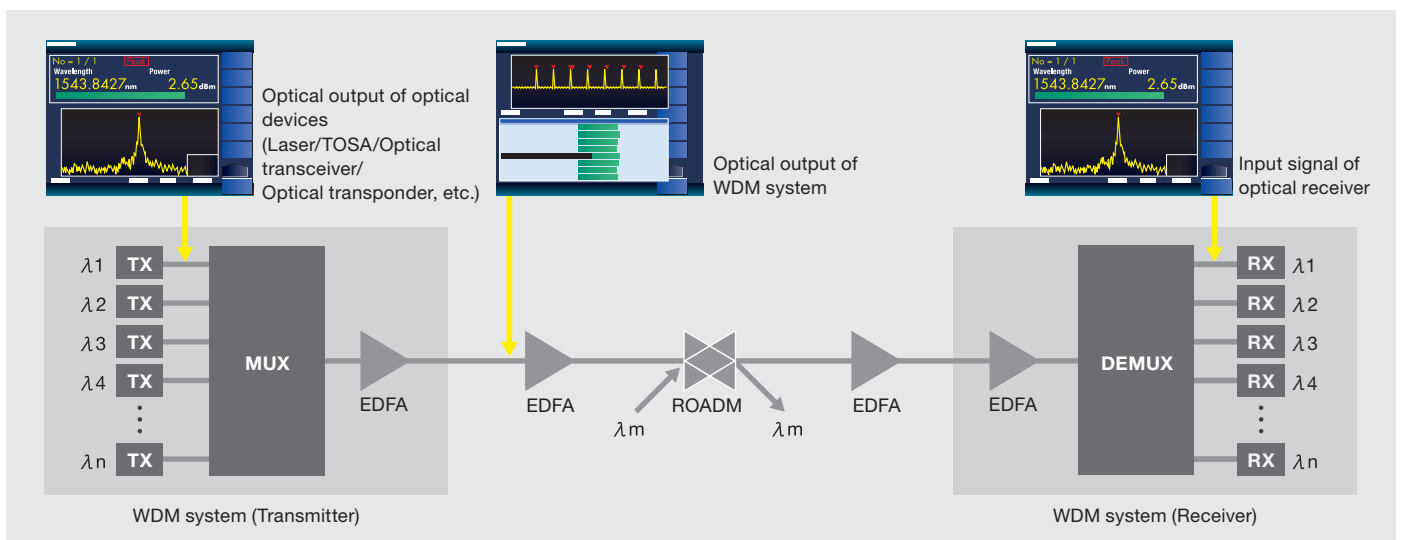 No = 1 / 1 Peak
Wavelength Power
1543.8427nm 2.65dBm
Optical output of optical
devices
(Laser/TOSA/Optical
transceiver/
Optical transponder, etc.)
Optical output of
WDM system
No = 1 / 1 Peak
Wavelength Power
1543.8427nm 2.65dBm
Input signal of
optical receiver
λ1 TX
λ2 TX
λ3 TX
λ4 TX
λn TX
MUX
EDFA
EDFA
ROADM
λm
λm
EDFA
EDFA
DEMUX
RX λ1
RX λ2
RX λ3
RX λ4
RX λn
WDM system (Transmitter)
WDM system (Receiver)